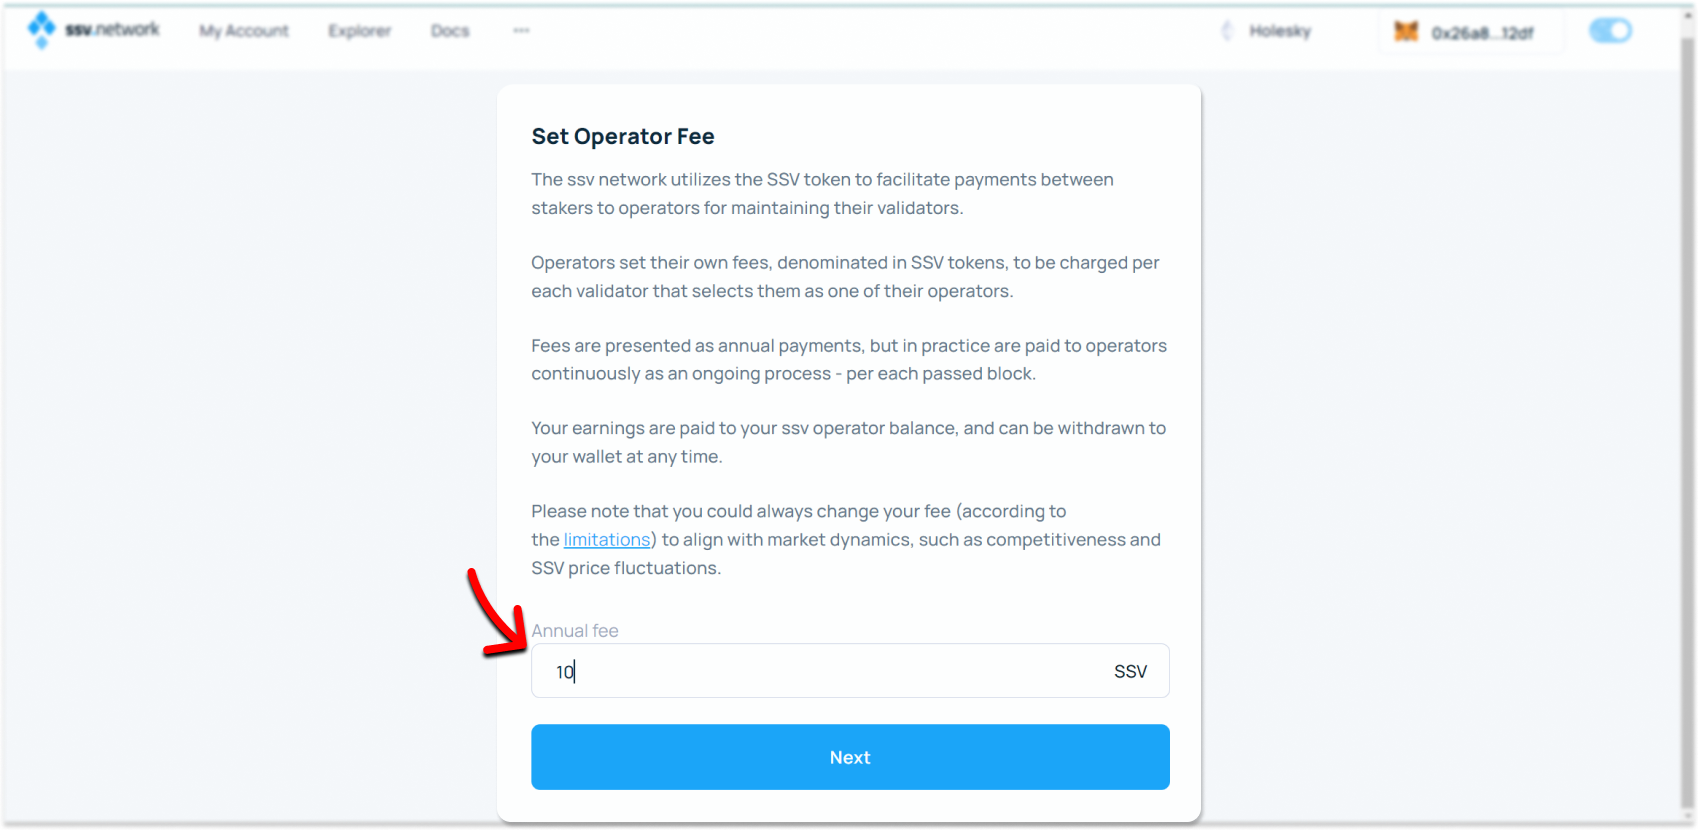 ssv.network My Account Explorer Docs ... Holesky 0x26a8...12df
Set Operator Fee
The ssv network utilizes the SSV token to facilitate payments between
stakers to operators for maintaining their validators.
Operators set their own fees, denominated in SSV tokens, to be charged per
each validator that selects them as one of their operators.
Fees are presented as annual payments, but in practice are paid to operators
continuously as an ongoing process - per each passed block.
Your earnings are paid to your ssv operator balance, and can be withdrawn to
your wallet at any time.
Please note that you could always change your fee (according to
the limitations) to align with market dynamics, such as competitiveness and
SSV price fluctuations.
Annual fee
10 SSV
Next